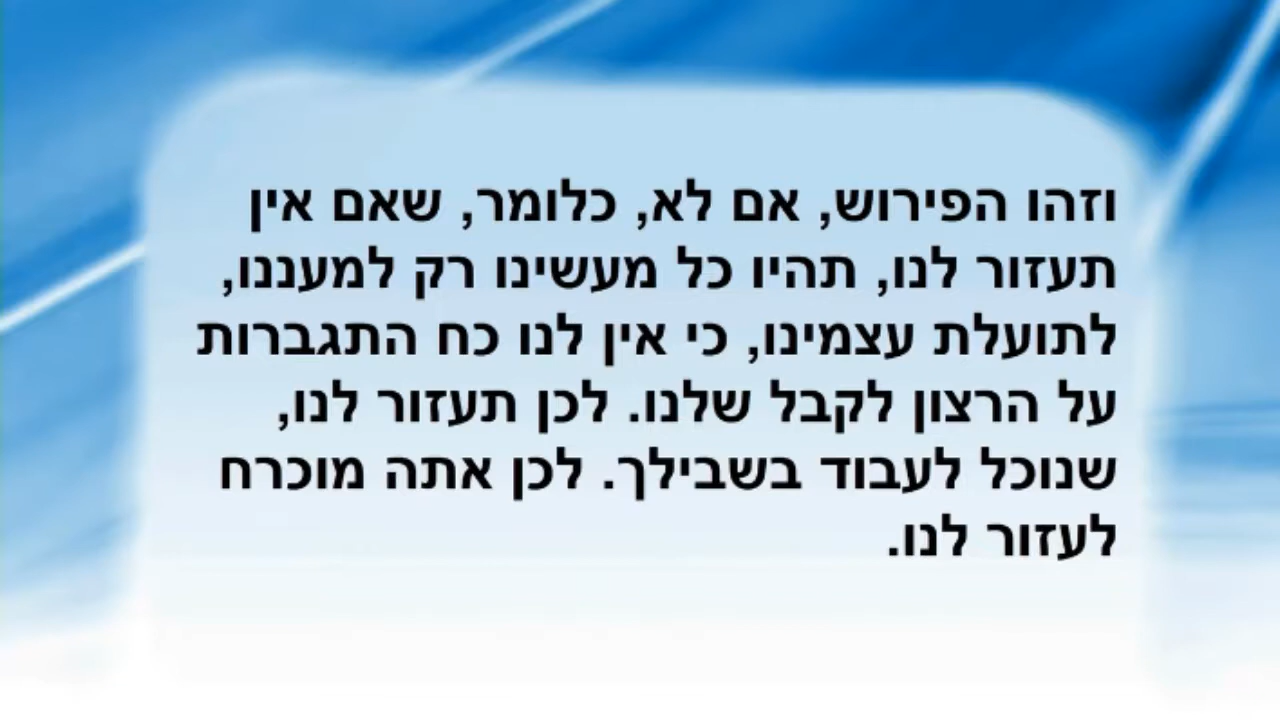 וזהו הפירוש, אם לא, כלומר, שאם אין
תעזור לנו, תהיו כל מעשינו רק למעננו,
לתועלת עצמינו, כי אין לנו כח התגברות
על הרצון לקבל שלנו. לכן תעזור לנו,
שנוכל לעבוד בשבילך. לכן אתה מוכרח
לעזור לנו.